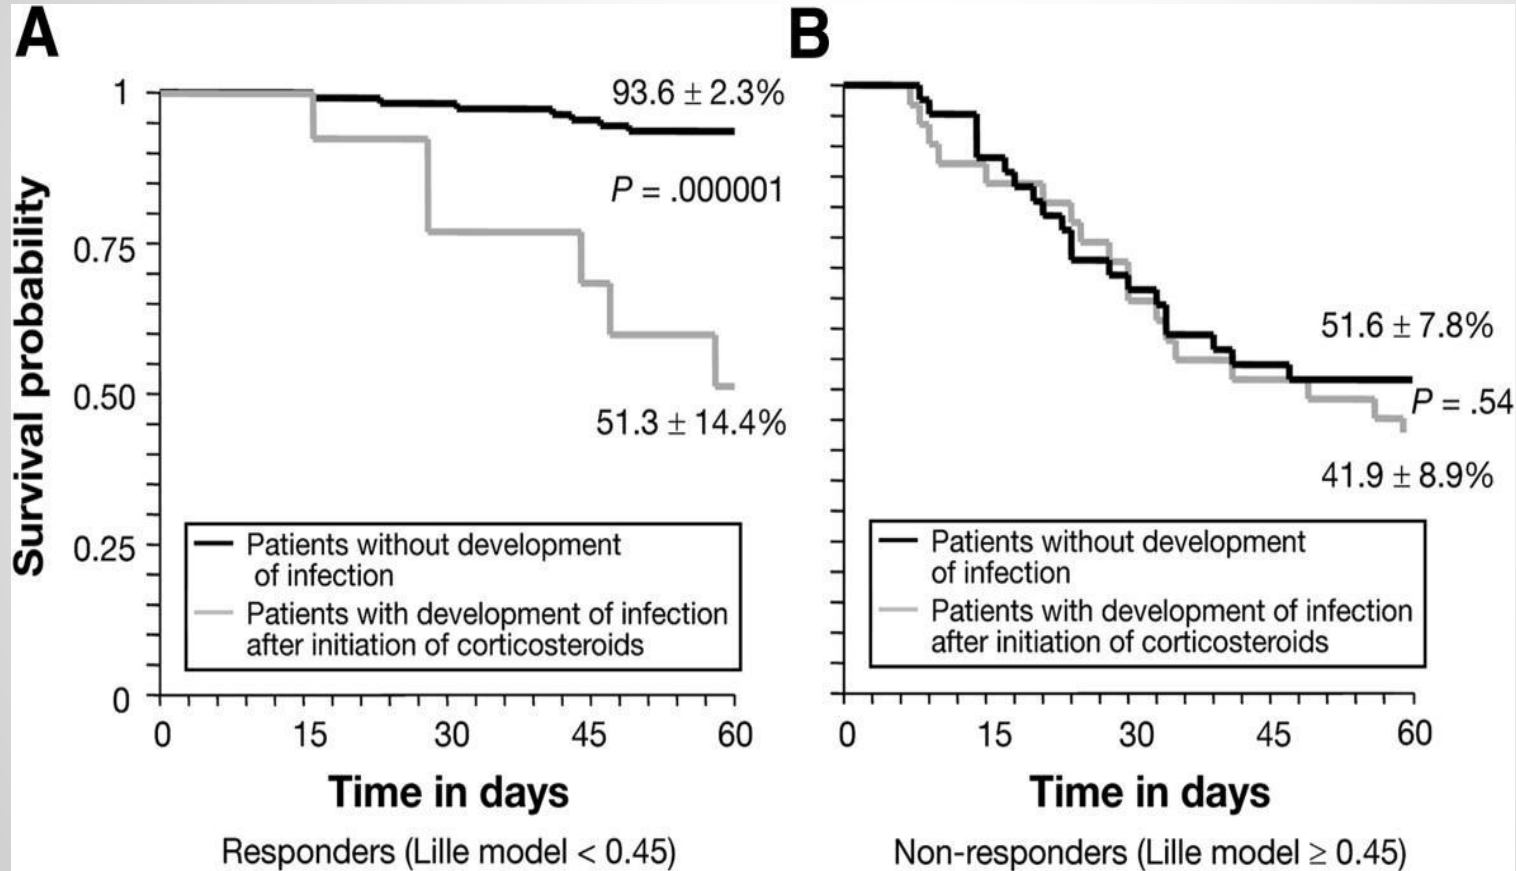 A
B
Survival probability
1
0.75
0.50
0.25
0
93.6 ± 2.3%
P = .000001
51.3 ± 14.4%
Patients without development
of infection
Patients with development of infection
after initiation of corticosteroids
0 15 30 45 60
Time in days
Responders (Lille model < 0.45)
51.6 ± 7.8%
P = .54
41.9 ± 8.9%
Patients without development
of infection
Patients with development of infection
after initiation of corticosteroids
0 15 30 45 60
Time in days
Non-responders (Lille model ≥ 0.45)